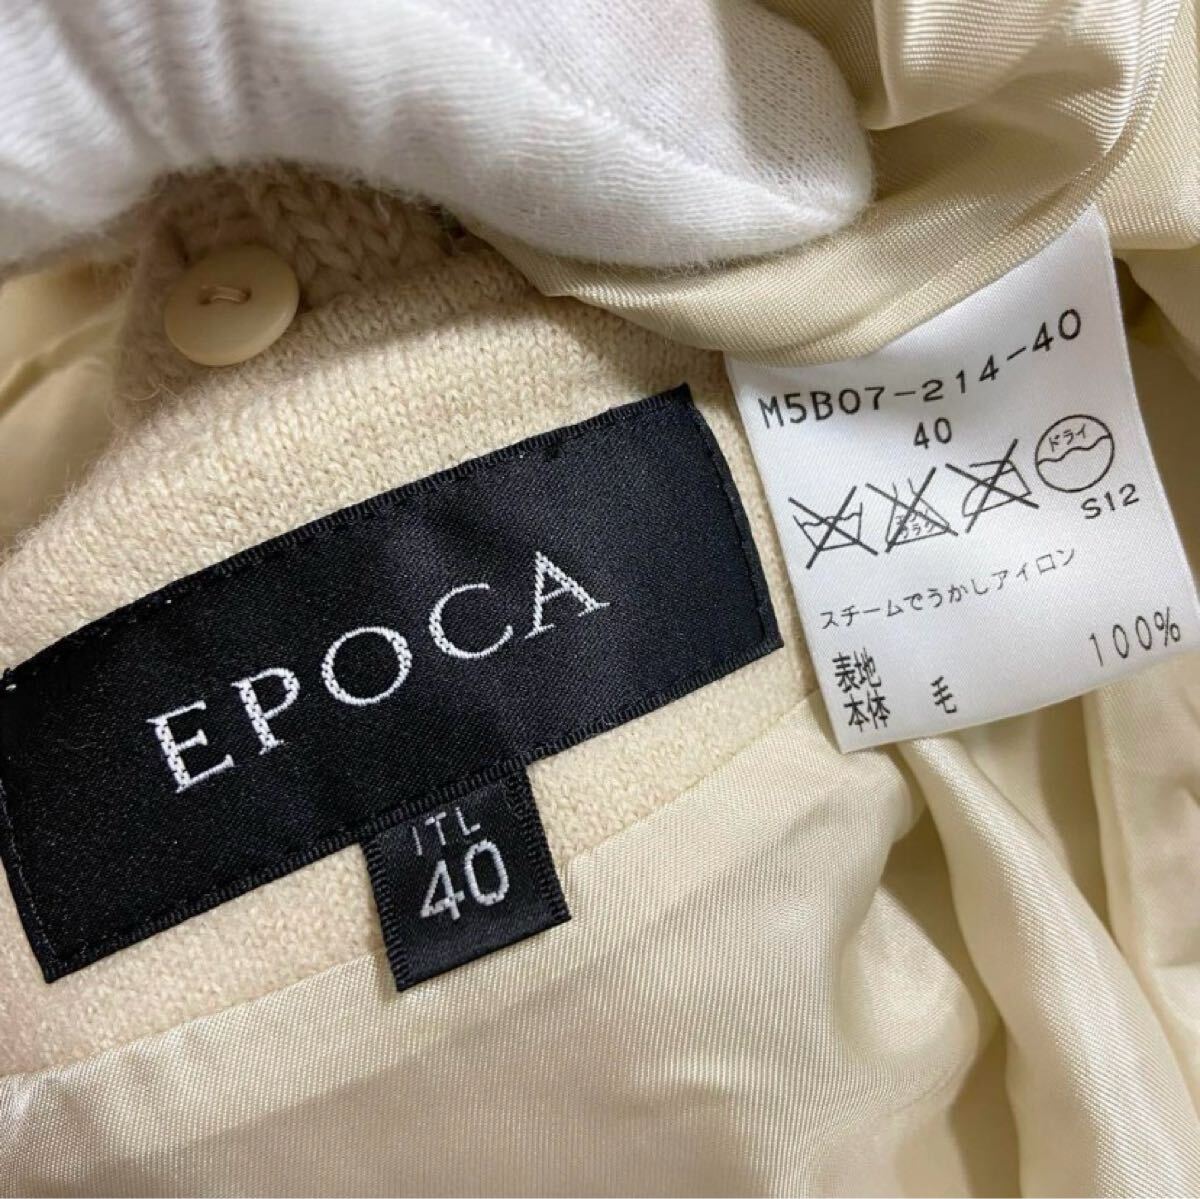 EPOCA
ITL
40
M5B07-214-40
40
ドライ
S12
スチームでうかしアイロン
表地
本体 毛 100%